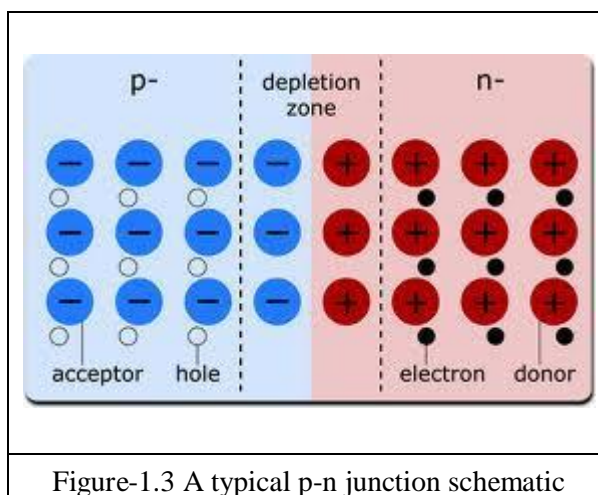 p-
depletion
zone
n-
− − − − + + + +
− − − − + + + +
− − − − + + + +
acceptor hole electron donor
Figure-1.3 A typical p-n junction schematic